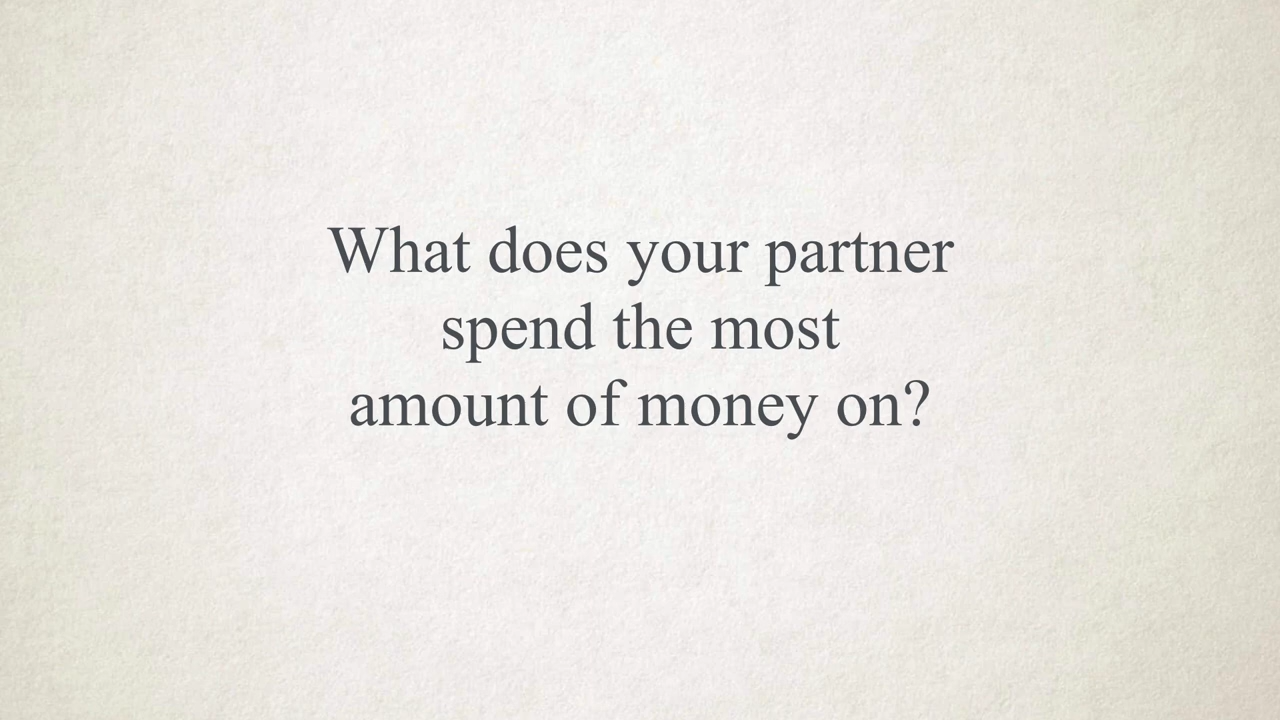 What does your partner
spend the most
amount of money on?